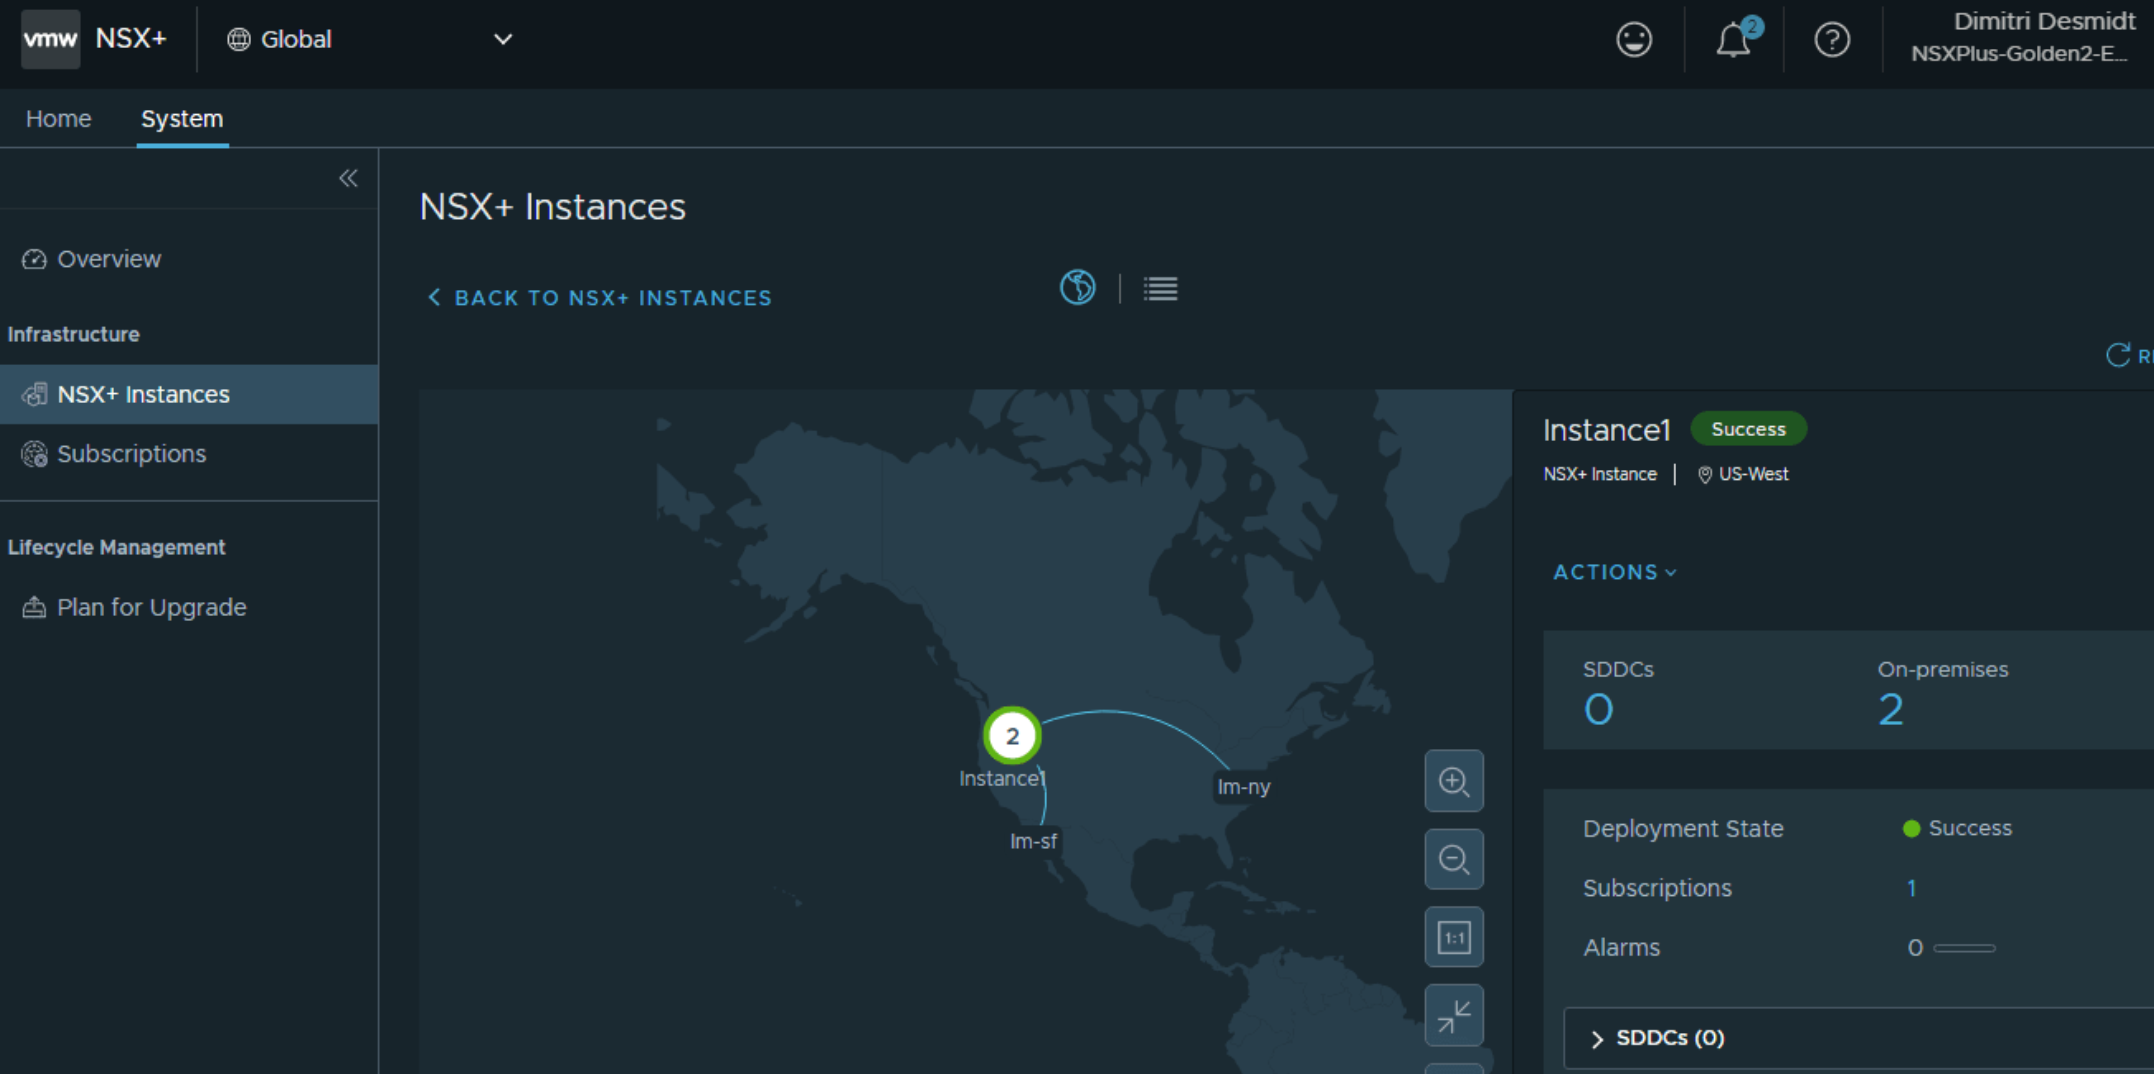 vmw NSX+ Global
2
Dimitri Desmidt
NSXPlus-Golden2-E...
Home System
NSX+ Instances
Overview
BACK TO NSX+ INSTANCES
Infrastructure
NSX+ Instances
Subscriptions
Lifecycle Management
Plan for Upgrade
Instance1 Success
NSX+ Instance US-West
ACTIONS
SDDCs On-premises
0 2
2
Instance1
lm-ny
lm-sf
1:1
Deployment State Success
Subscriptions 1
Alarms 0
SDDCs (0)